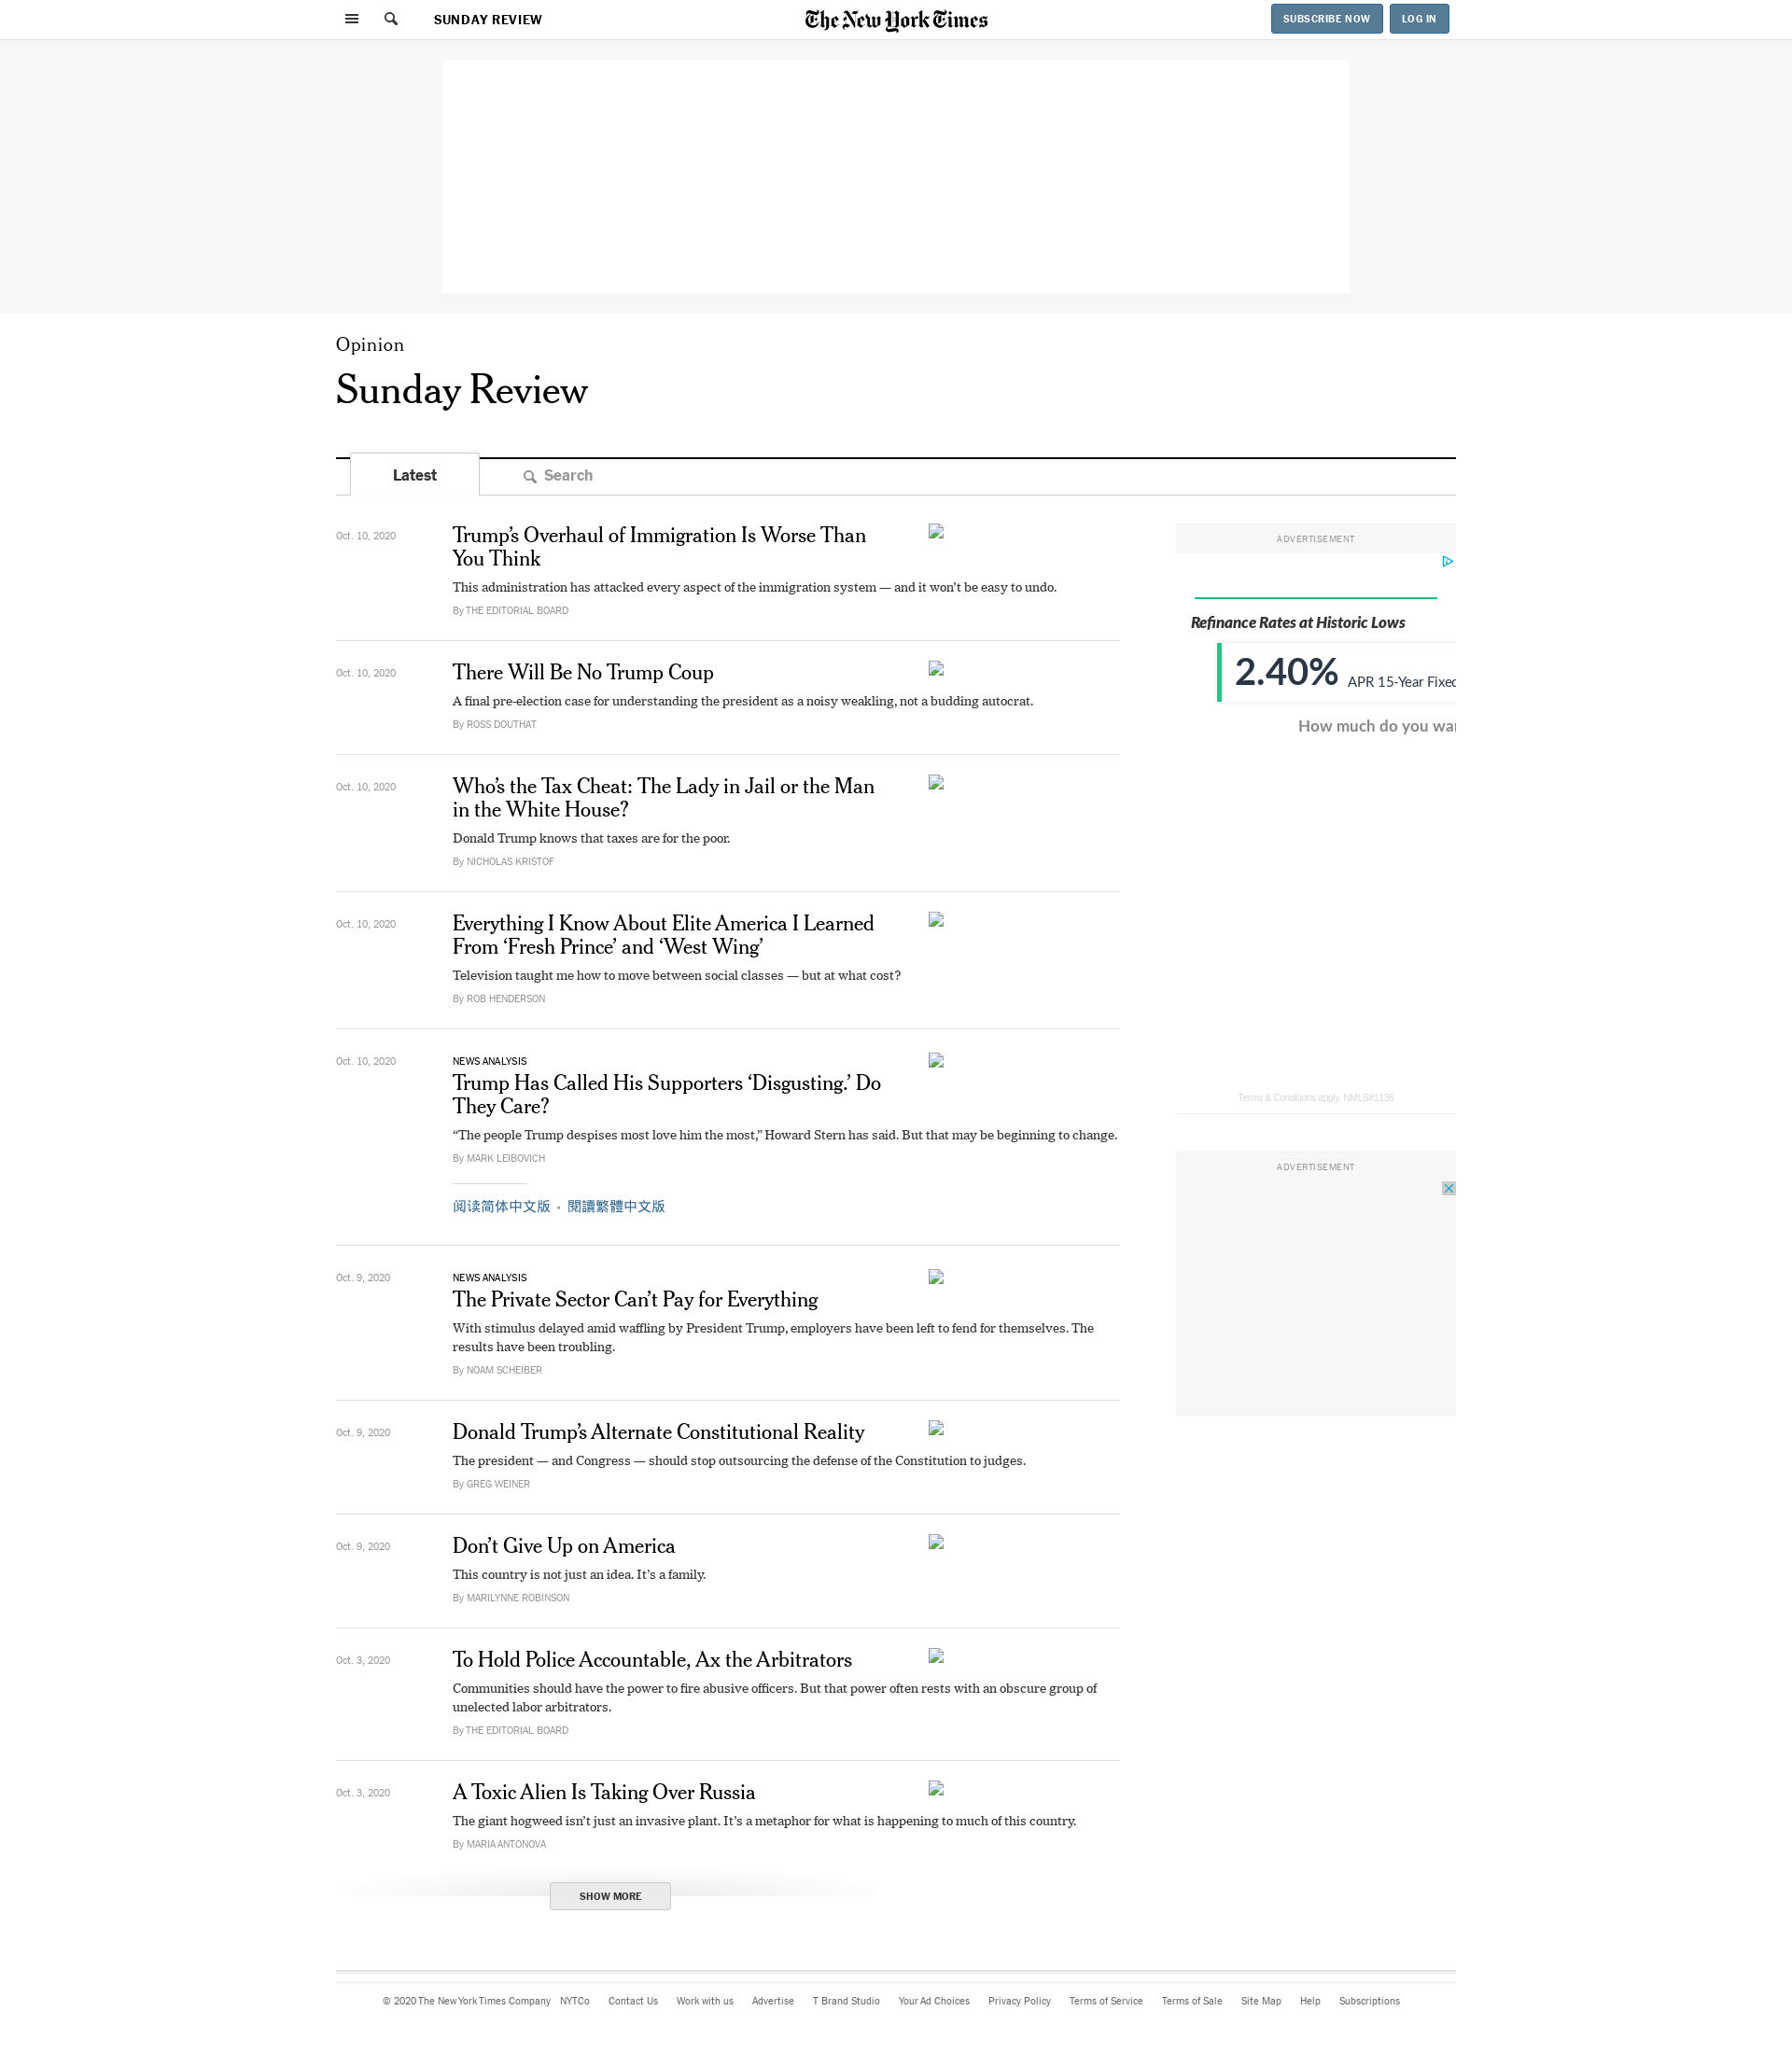 SUNDAY REVIEW
The New York Times
SUBSCRIBE NOW
LOG IN
Opinion
Sunday Review
Latest
Search
Oct. 10, 2020
Trump’s Overhaul of Immigration Is Worse Than
You Think
This administration has attacked every aspect of the immigration system — and it won’t be easy to undo.
By THE EDITORIAL BOARD
Oct. 10, 2020
There Will Be No Trump Coup
A final pre-election case for understanding the president as a noisy weakling, not a budding autocrat.
By ROSS DOUTHAT
Oct. 10, 2020
Who’s the Tax Cheat: The Lady in Jail or the Man
in the White House?
Donald Trump knows that taxes are for the poor.
By NICHOLAS KRISTOF
Oct. 10, 2020
Everything I Know About Elite America I Learned
From ‘Fresh Prince’ and ‘West Wing’
Television taught me how to move between social classes — but at what cost?
By ROB HENDERSON
Oct. 10, 2020
NEWS ANALYSIS
Trump Has Called His Supporters ‘Disgusting.’ Do
They Care?
“The people Trump despises most love him the most,” Howard Stern has said. But that may be beginning to change.
By MARK LEIBOVICH
阅读简体中文版 • 閱讀繁體中文版
Oct. 9, 2020
NEWS ANALYSIS
The Private Sector Can’t Pay for Everything
With stimulus delayed amid waffling by President Trump, employers have been left to fend for themselves. The
results have been troubling.
By NOAM SCHEIBER
Oct. 9, 2020
Donald Trump’s Alternate Constitutional Reality
The president — and Congress — should stop outsourcing the defense of the Constitution to judges.
By GREG WEINER
Oct. 9, 2020
Don’t Give Up on America
This country is not just an idea. It’s a family.
By MARILYNNE ROBINSON
Oct. 3, 2020
To Hold Police Accountable, Ax the Arbitrators
Communities should have the power to fire abusive officers. But that power often rests with an obscure group of
unelected labor arbitrators.
By THE EDITORIAL BOARD
Oct. 3, 2020
A Toxic Alien Is Taking Over Russia
The giant hogweed isn’t just an invasive plant. It’s a metaphor for what is happening to much of this country.
By MARIA ANTONOVA
SHOW MORE
ADVERTISEMENT
Refinance Rates at Historic Lows
2.40% APR 15-Year Fixed
How much do you wan
Terms & Conditions apply. NMLS#1136
ADVERTISEMENT
© 2020 The New York Times Company NYTCo Contact Us Work with us Advertise T Brand Studio Your Ad Choices Privacy Policy Terms of Service Terms of Sale Site Map Help Subscriptions